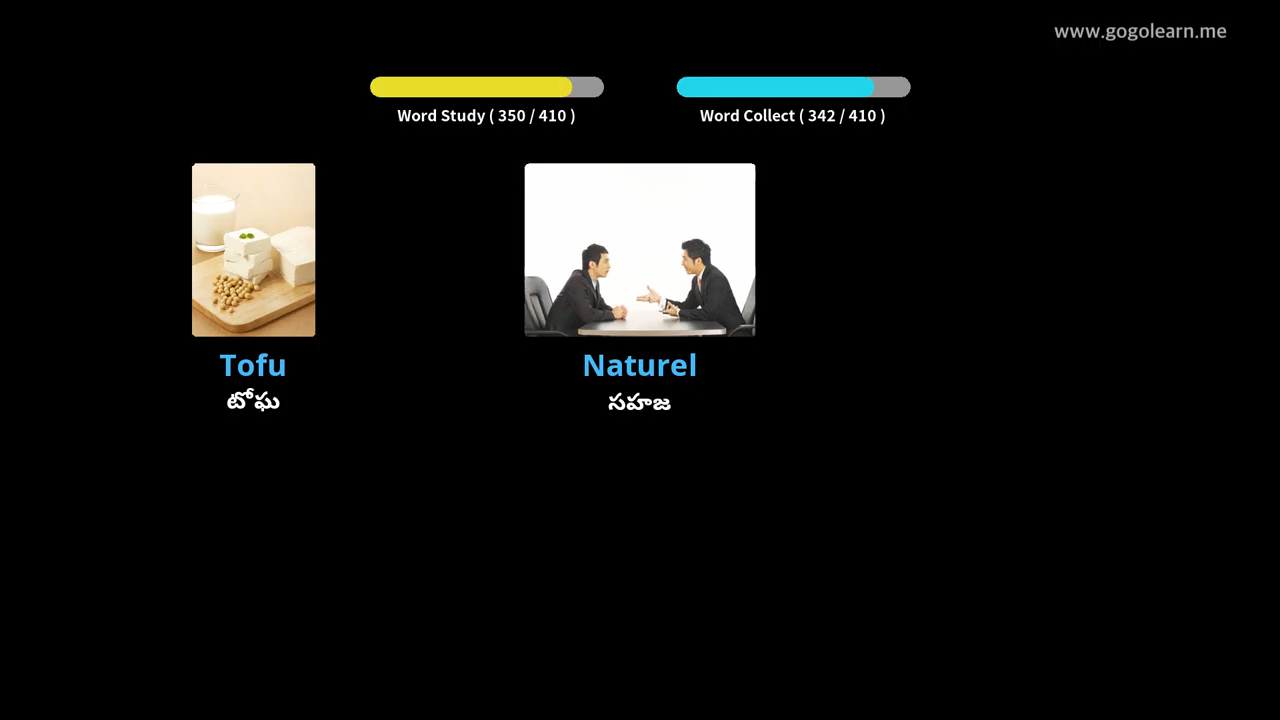 www.gogolearn.me
Word Study ( 350 / 410 )
Word Collect ( 342 / 410 )
Tofu
టోఘ
Naturel
సహజ